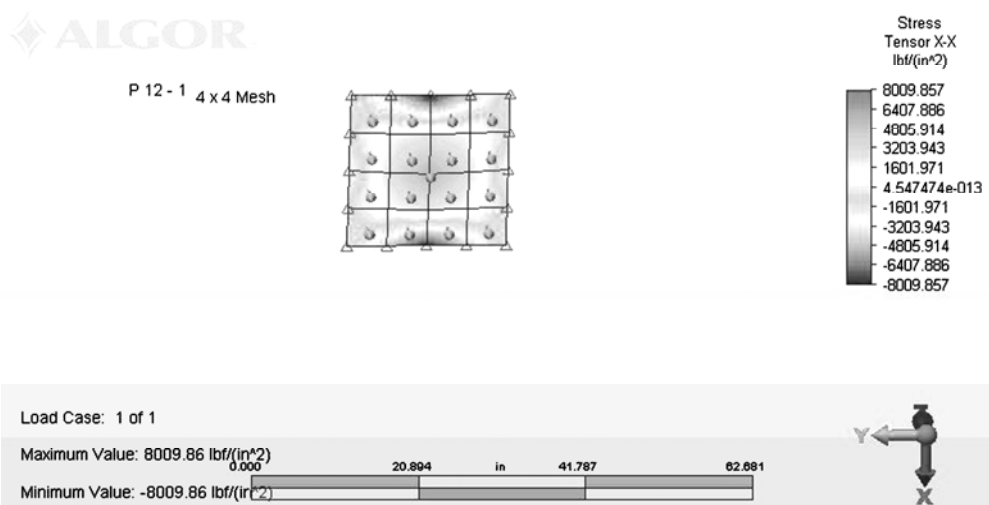 ALGOR
Stress
Tensor X-X
lbf/(in^2)
P 12 - 1 4 x 4 Mesh
8009.857
6407.886
4805.914
3203.943
1601.971
4.547474e-013
-1601.971
-3203.943
-4805.914
-6407.886
-8009.857
Load Case: 1 of 1
Maximum Value: 8009.86 lbf/(in^2)
0.000 20.894 in 41.787 62.681
Minimum Value: -8009.86 lbf/(in^2)
Y
Z
X